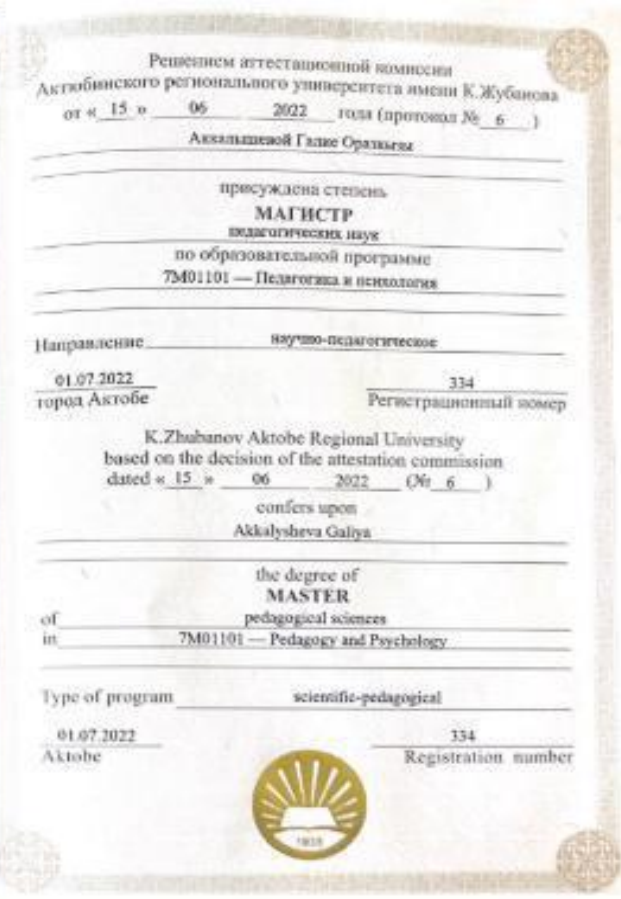 Решением аттестационной комиссии
Актюбинского регионального университета имени К.Жубанова
от « 15 » 06 2022 года (протокол № 6 )
Аккалышевой Галие Оразкызы
присуждена степень
МАГИСТР
педагогических наук
по образовательной программе
7М01101 — Педагогика и психология
Направление научно-педагогическое
01.07.2022 334
город Актобе Регистрационный номер
K.Zhubanov Aktobe Regional University
based on the decision of the attestation commission
dated « 15 » 06 2022 (№ 6 )
confers upon
Akkalysheva Galiya
the degree of
MASTER
of pedagogical sciences
in 7M01101 — Pedagogy and Psychology
Type of program scientific-pedagogical
01.07.2022 334
Aktobe Registration number